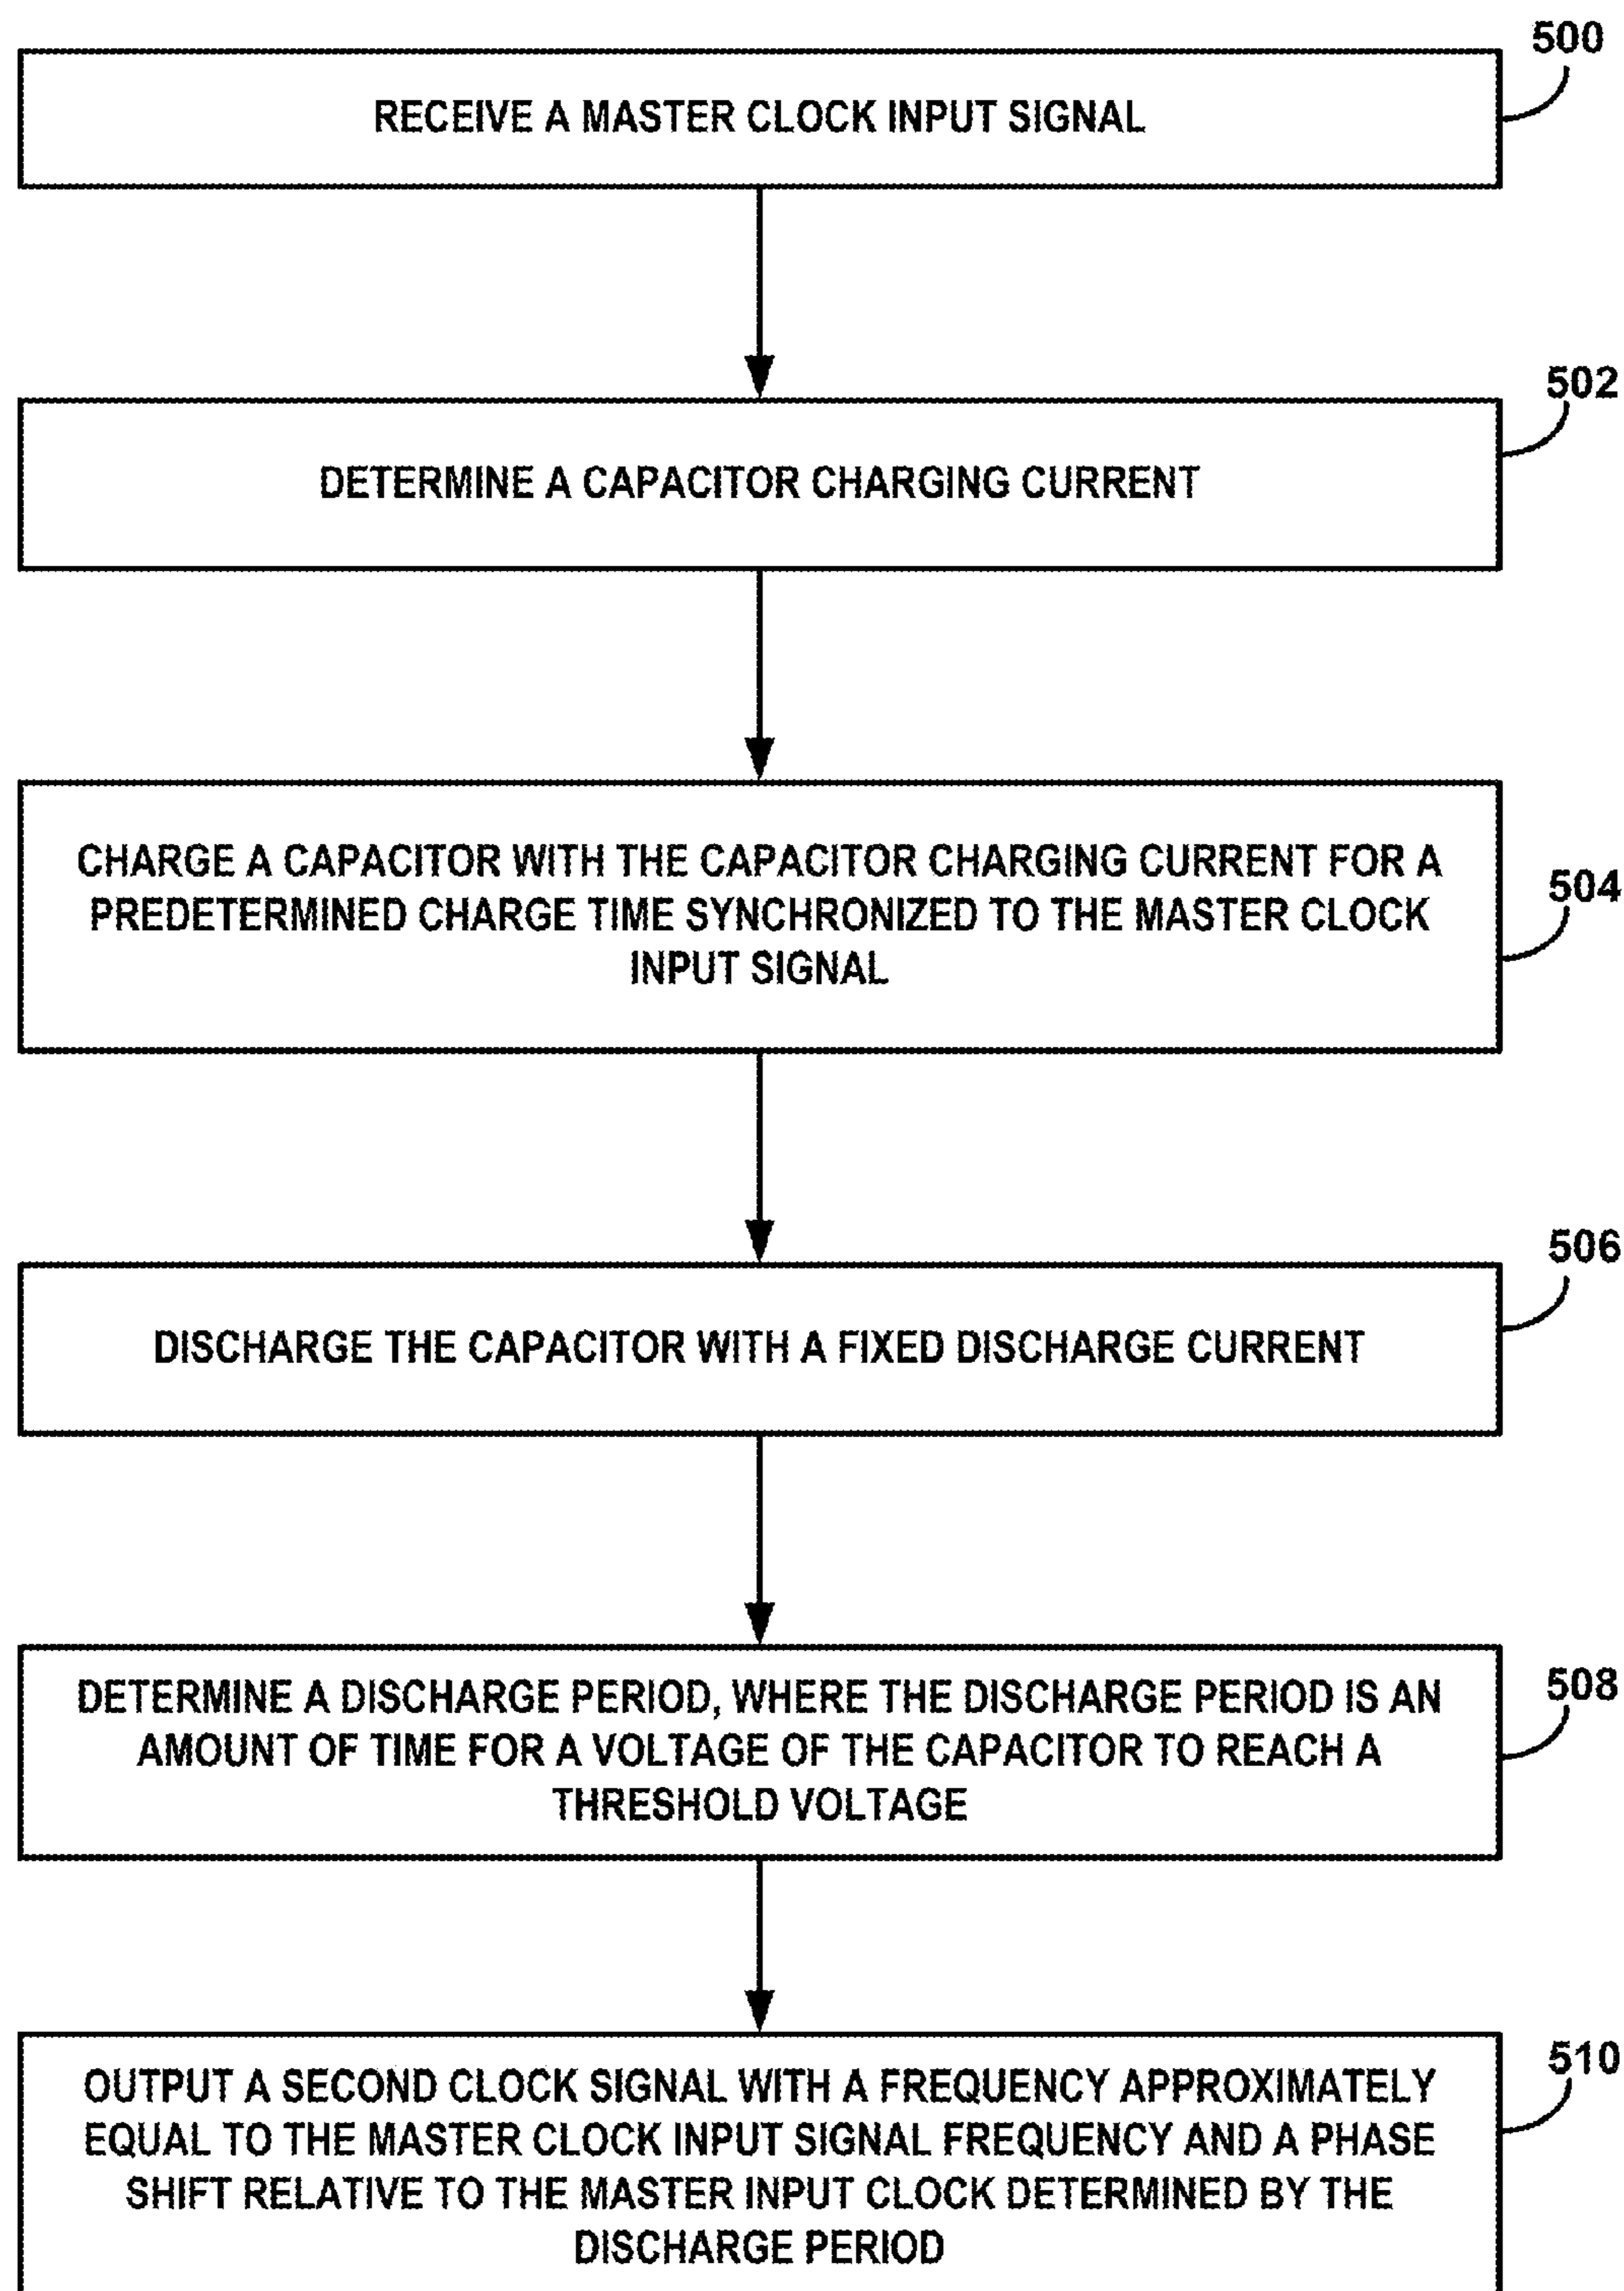 500
RECEIVE A MASTER CLOCK INPUT SIGNAL
502
DETERMINE A CAPACITOR CHARGING CURRENT
CHARGE A CAPACITOR WITH THE CAPACITOR CHARGING CURRENT FOR A
504
PREDETERMINED CHARGE TIME SYNCHRONIZED TO THE MASTER CLOCK
INPUT SIGNAL
506
DISCHARGE THE CAPACITOR WITH A FIXED DISCHARGE CURRENT
508
DETERMINE A DISCHARGE PERIOD, WHERE THE DISCHARGE PERIOD IS AN
AMOUNT OF TIME FOR A VOLTAGE OF THE CAPACITOR TO REACH A
THRESHOLD VOLTAGE
510
OUTPUT A SECOND CLOCK SIGNAL WITH A FREQUENCY APPROXIMATELY
EQUAL TO THE MASTER CLOCK INPUT SIGNAL FREQUENCY AND A PHASE
SHIFT RELATIVE TO THE MASTER INPUT CLOCK DETERMINED BY THE
DISCHARGE PERIOD